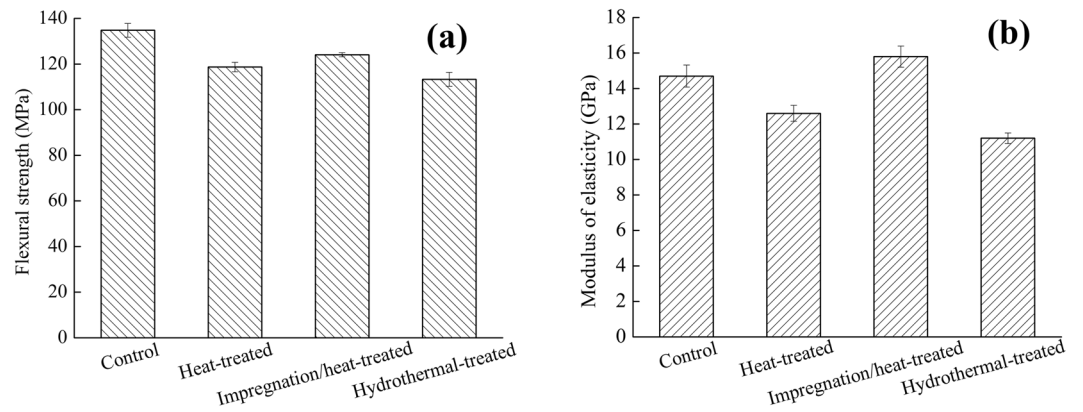 (a)
Flexural strength (MPa)
140
120
100
80
60
40
20
0
Control
Heat-treated
Impregnation/heat-treated
Hydrothermal-treated
(b)
Modulus of elasticity (GPa)
18
16
14
12
10
8
6
4
2
0
Control
Heat-treated
Impregnation/heat-treated
Hydrothermal-treated